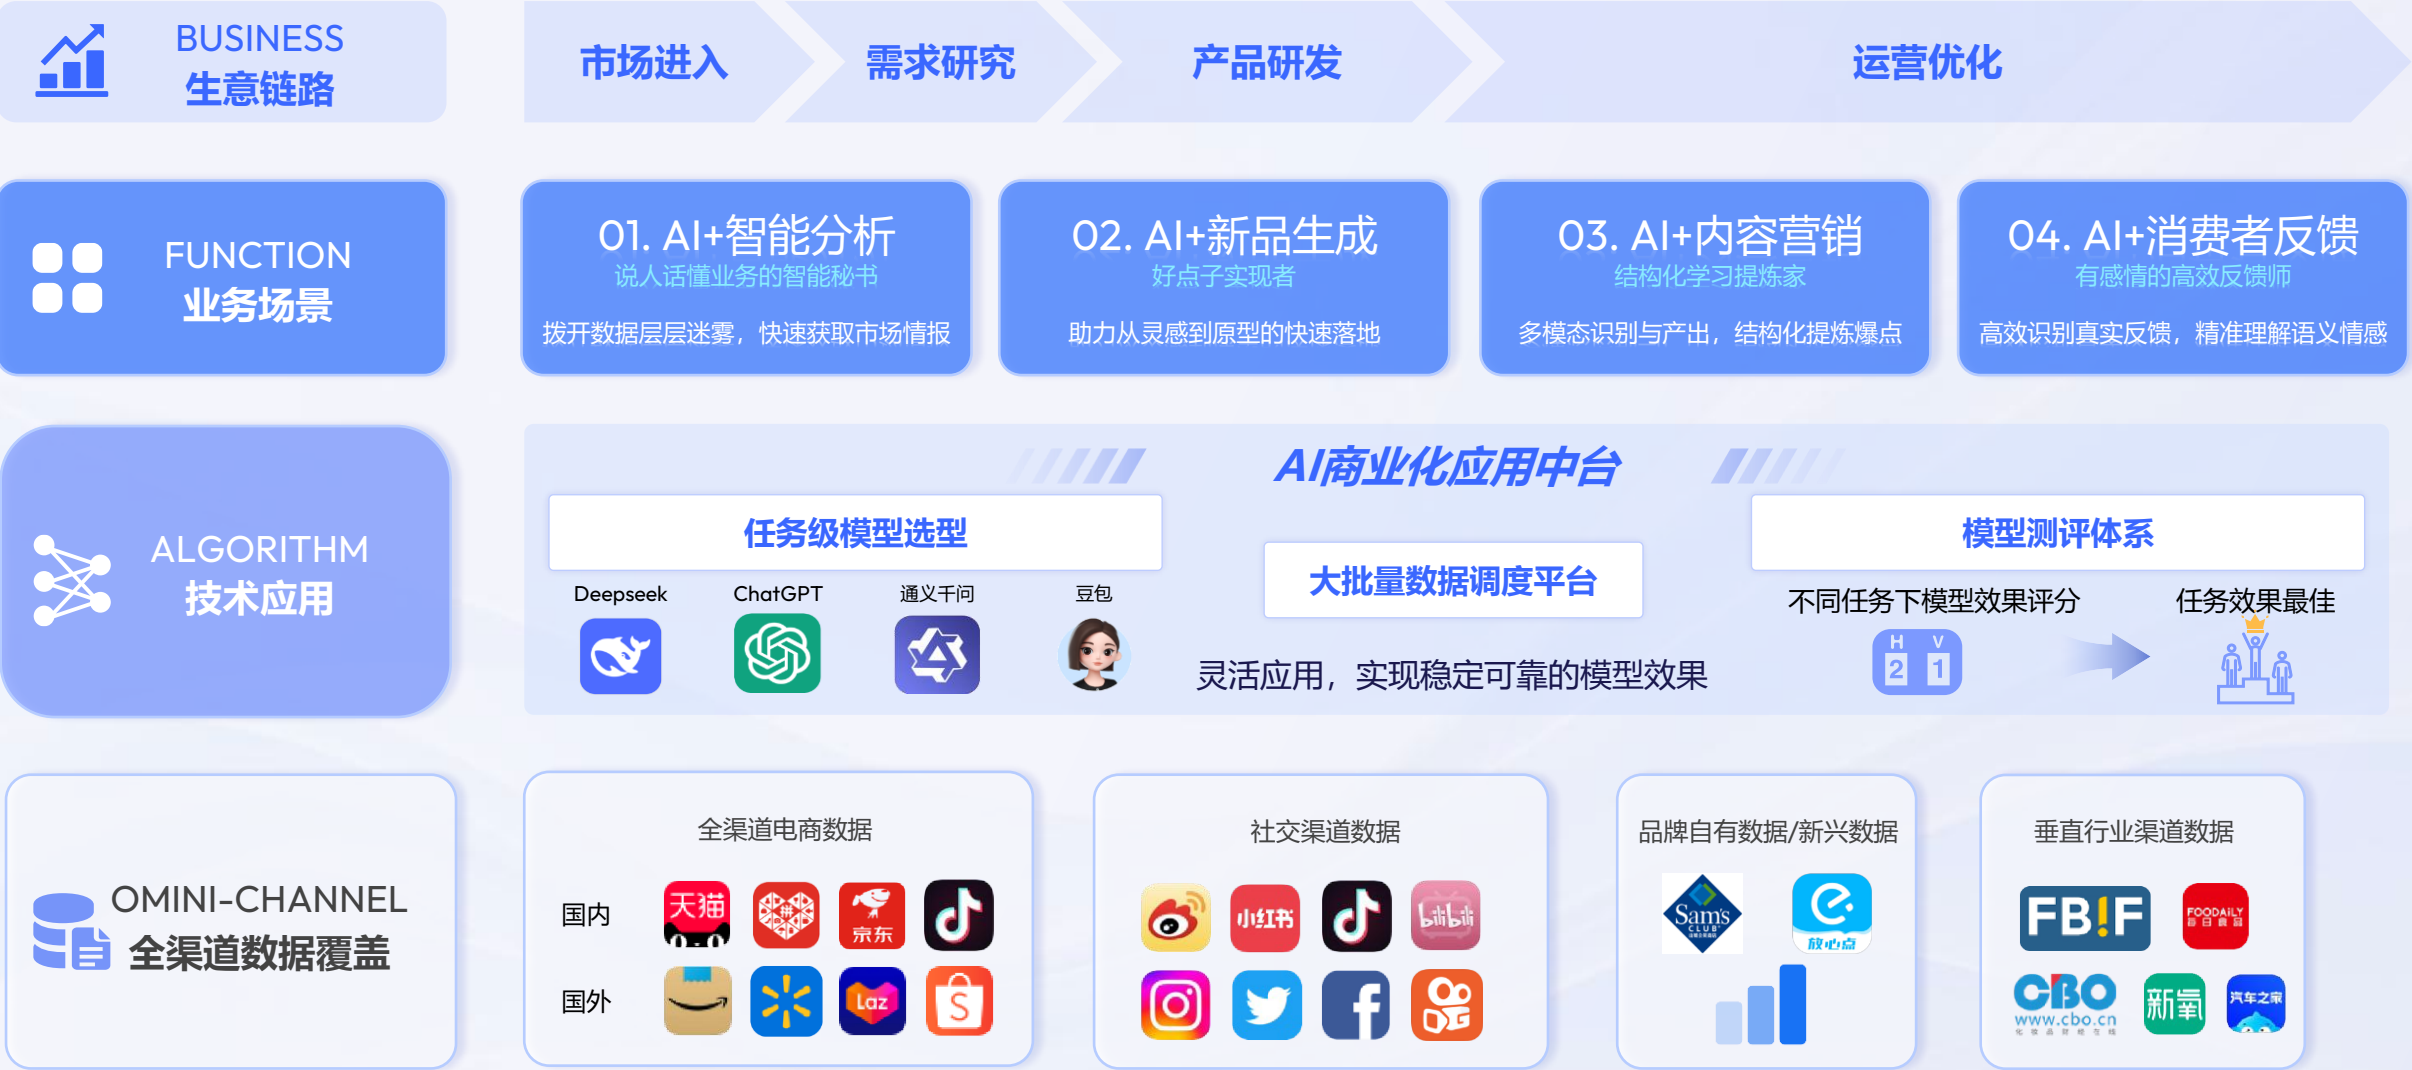 BUSINESS
生意链路
市场进入
需求研究
产品研发
运营优化
FUNCTION
业务场景
01. AI+智能分析
说人话懂业务的智能秘书
拨开数据层层迷雾，快速获取市场情报
02. AI+新品生成
好点子实现者
助力从灵感到原型的快速落地
03. AI+内容营销
结构化学习提炼家
多模态识别与产出，结构化提炼爆点
04. AI+消费者反馈
有感情的高效反馈师
高效识别真实反馈，精准理解语义情感
ALGORITHM
技术应用
AI商业化应用中台
任务级模型选型
Deepseek
ChatGPT
通义千问
豆包
大批量数据调度平台
灵活应用，实现稳定可靠的模型效果
模型测评体系
不同任务下模型效果评分
H V
2 1
任务效果最佳
OMINI-CHANNEL
全渠道数据覆盖
全渠道电商数据
国内
天猫
拼
京东
国外
Laz
S
社交渠道数据
小红书
bilibili
品牌自有数据/新兴数据
Sam's
CLUB
放心点
垂直行业渠道数据
FB!F
FOODAILY
每日食品
CBO
www.cbo.cn
化妆品财经在线
新氧
汽车之家